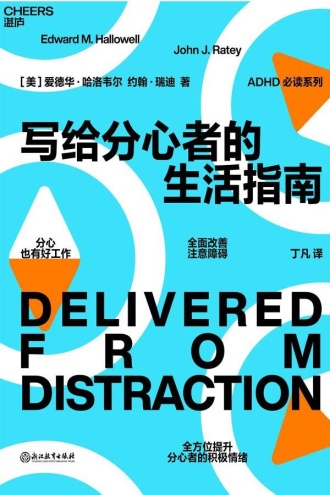 CHEERS
湛庐
Edward M. Hallowell
John J. Ratey
[美]爱德华·哈洛韦尔 约翰·瑞迪 著
ADHD 必读系列
写给分心者的
生活指南
分心
也有好工作
全面改善
注意障碍
丁凡 译
DELIVERED
FROM
DISTRACTION
浙江教育出版社
全方位提升
分心者的积极情绪